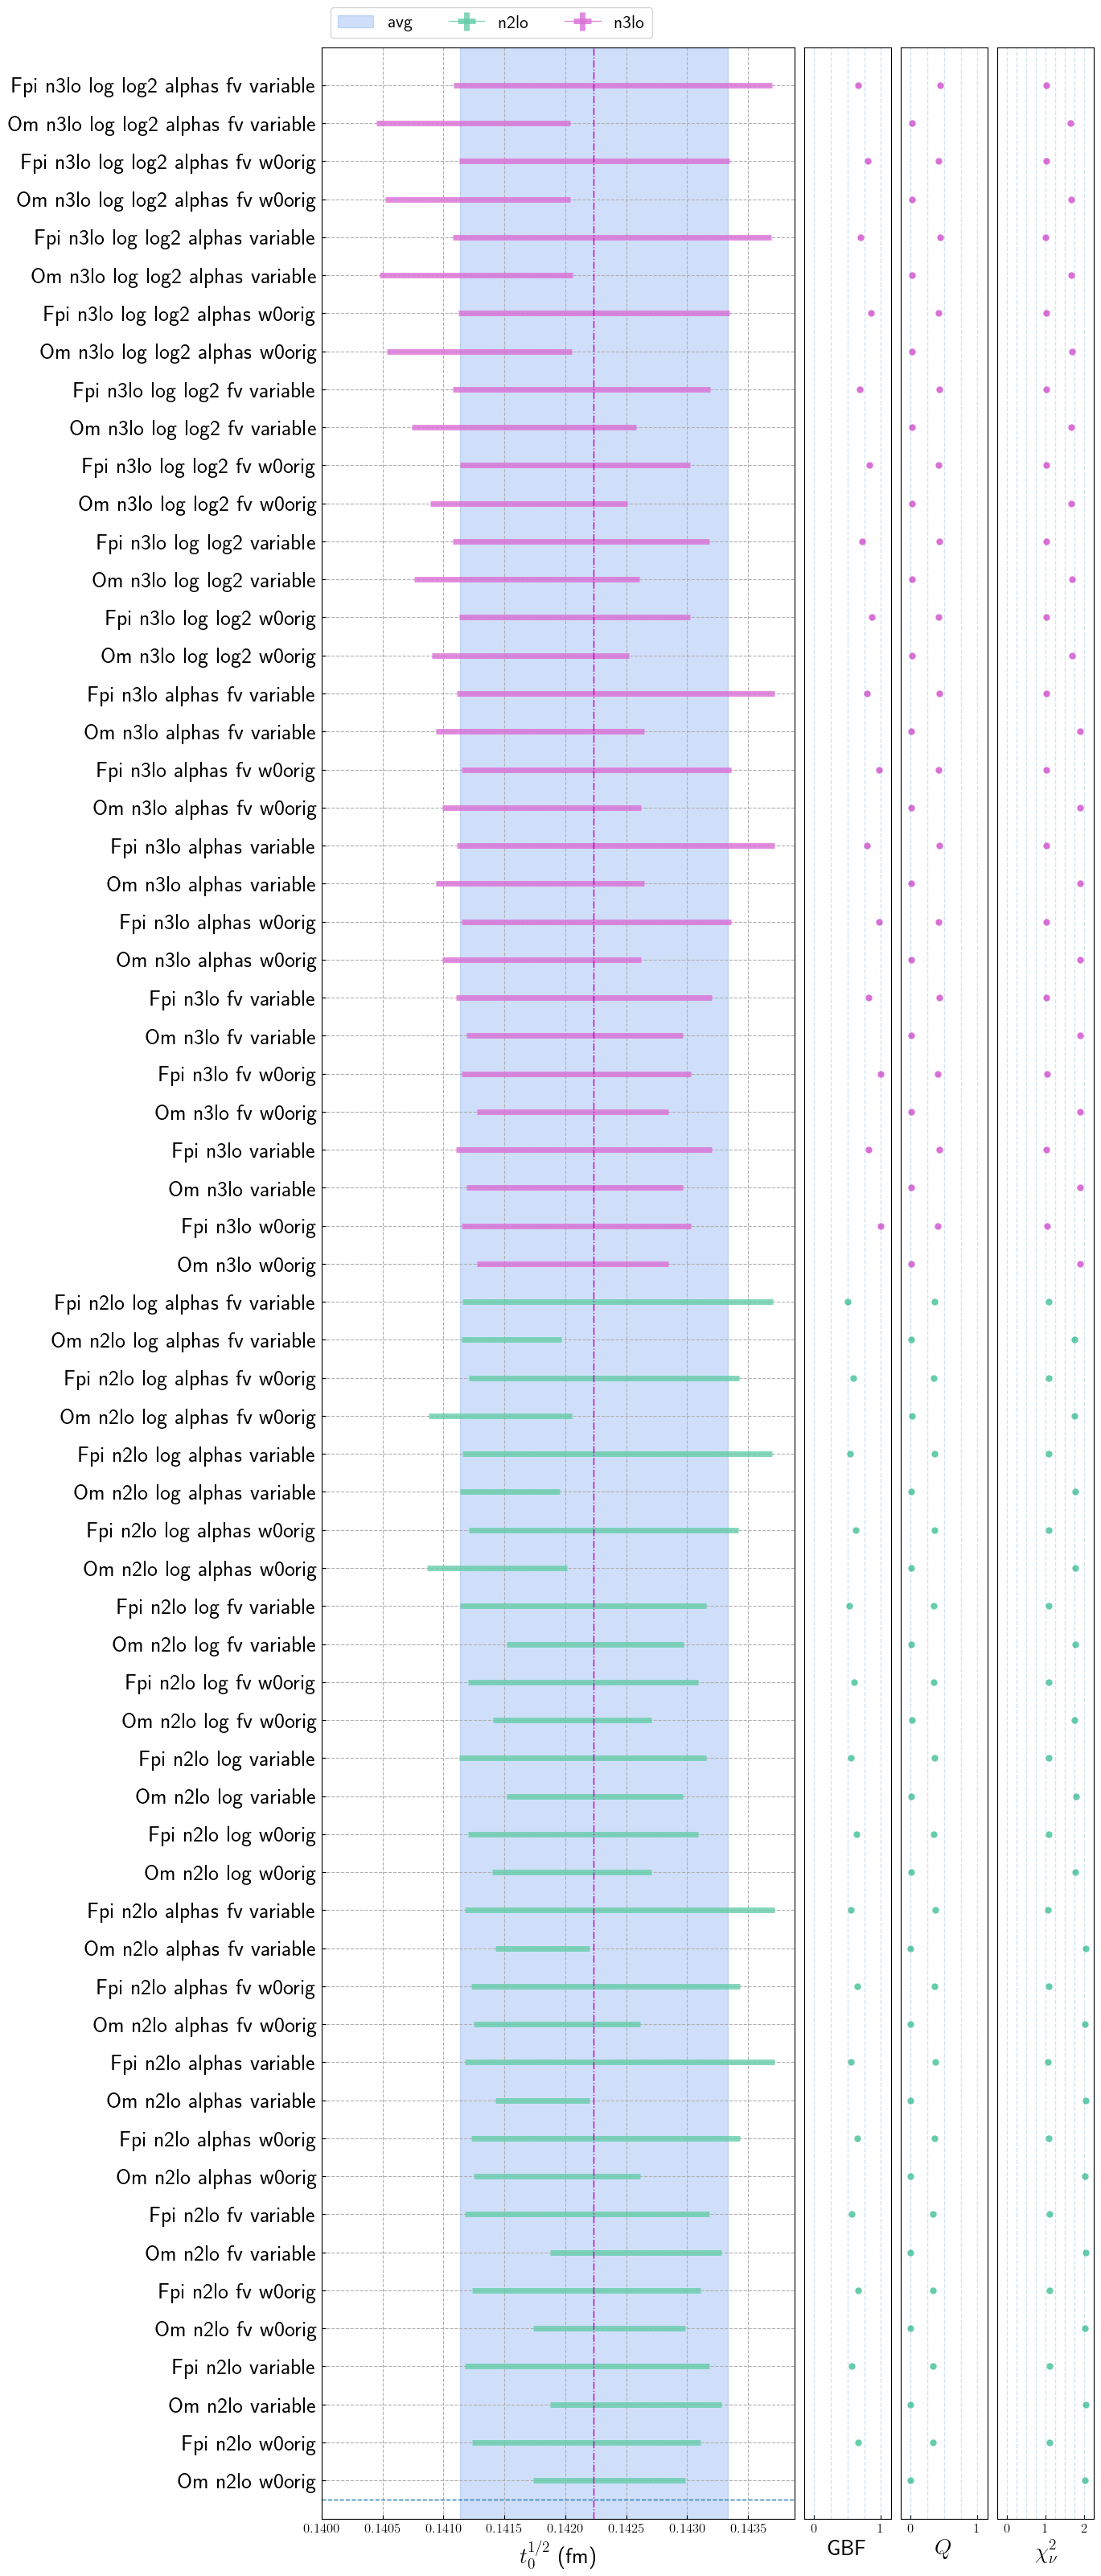 avg n2lo n3lo
Fpi n3lo log log2 alphas fv variable
Om n3lo log log2 alphas fv variable
Fpi n3lo log log2 alphas fv w0orig
Om n3lo log log2 alphas fv w0orig
Fpi n3lo log log2 alphas variable
Om n3lo log log2 alphas variable
Fpi n3lo log log2 alphas w0orig
Om n3lo log log2 alphas w0orig
Fpi n3lo log log2 fv variable
Om n3lo log log2 fv variable
Fpi n3lo log log2 fv w0orig
Om n3lo log log2 fv w0orig
Fpi n3lo log log2 variable
Om n3lo log log2 variable
Fpi n3lo log log2 w0orig
Om n3lo log log2 w0orig
Fpi n3lo alphas fv variable
Om n3lo alphas fv variable
Fpi n3lo alphas fv w0orig
Om n3lo alphas fv w0orig
Fpi n3lo alphas variable
Om n3lo alphas variable
Fpi n3lo alphas w0orig
Om n3lo alphas w0orig
Fpi n3lo fv variable
Om n3lo fv variable
Fpi n3lo fv w0orig
Om n3lo fv w0orig
Fpi n3lo variable
Om n3lo variable
Fpi n3lo w0orig
Om n3lo w0orig
Fpi n2lo log alphas fv variable
Om n2lo log alphas fv variable
Fpi n2lo log alphas fv w0orig
Om n2lo log alphas fv w0orig
Fpi n2lo log alphas variable
Om n2lo log alphas variable
Fpi n2lo log alphas w0orig
Om n2lo log alphas w0orig
Fpi n2lo log fv variable
Om n2lo log fv variable
Fpi n2lo log fv w0orig
Om n2lo log fv w0orig
Fpi n2lo log variable
Om n2lo log variable
Fpi n2lo log w0orig
Om n2lo log w0orig
Fpi n2lo alphas fv variable
Om n2lo alphas fv variable
Fpi n2lo alphas fv w0orig
Om n2lo alphas fv w0orig
Fpi n2lo alphas variable
Om n2lo alphas variable
Fpi n2lo alphas w0orig
Om n2lo alphas w0orig
Fpi n2lo fv variable
Om n2lo fv variable
Fpi n2lo fv w0orig
Om n2lo fv w0orig
Fpi n2lo variable
Om n2lo variable
Fpi n2lo w0orig
Om n2lo w0orig
0.1400 0.1405 0.1410 0.1415 0.1420 0.1425 0.1430 0.1435 0 1 0 1 0 1 2
$t_0^{1/2}$ (fm) GBF $Q$ $\chi^2_\nu$